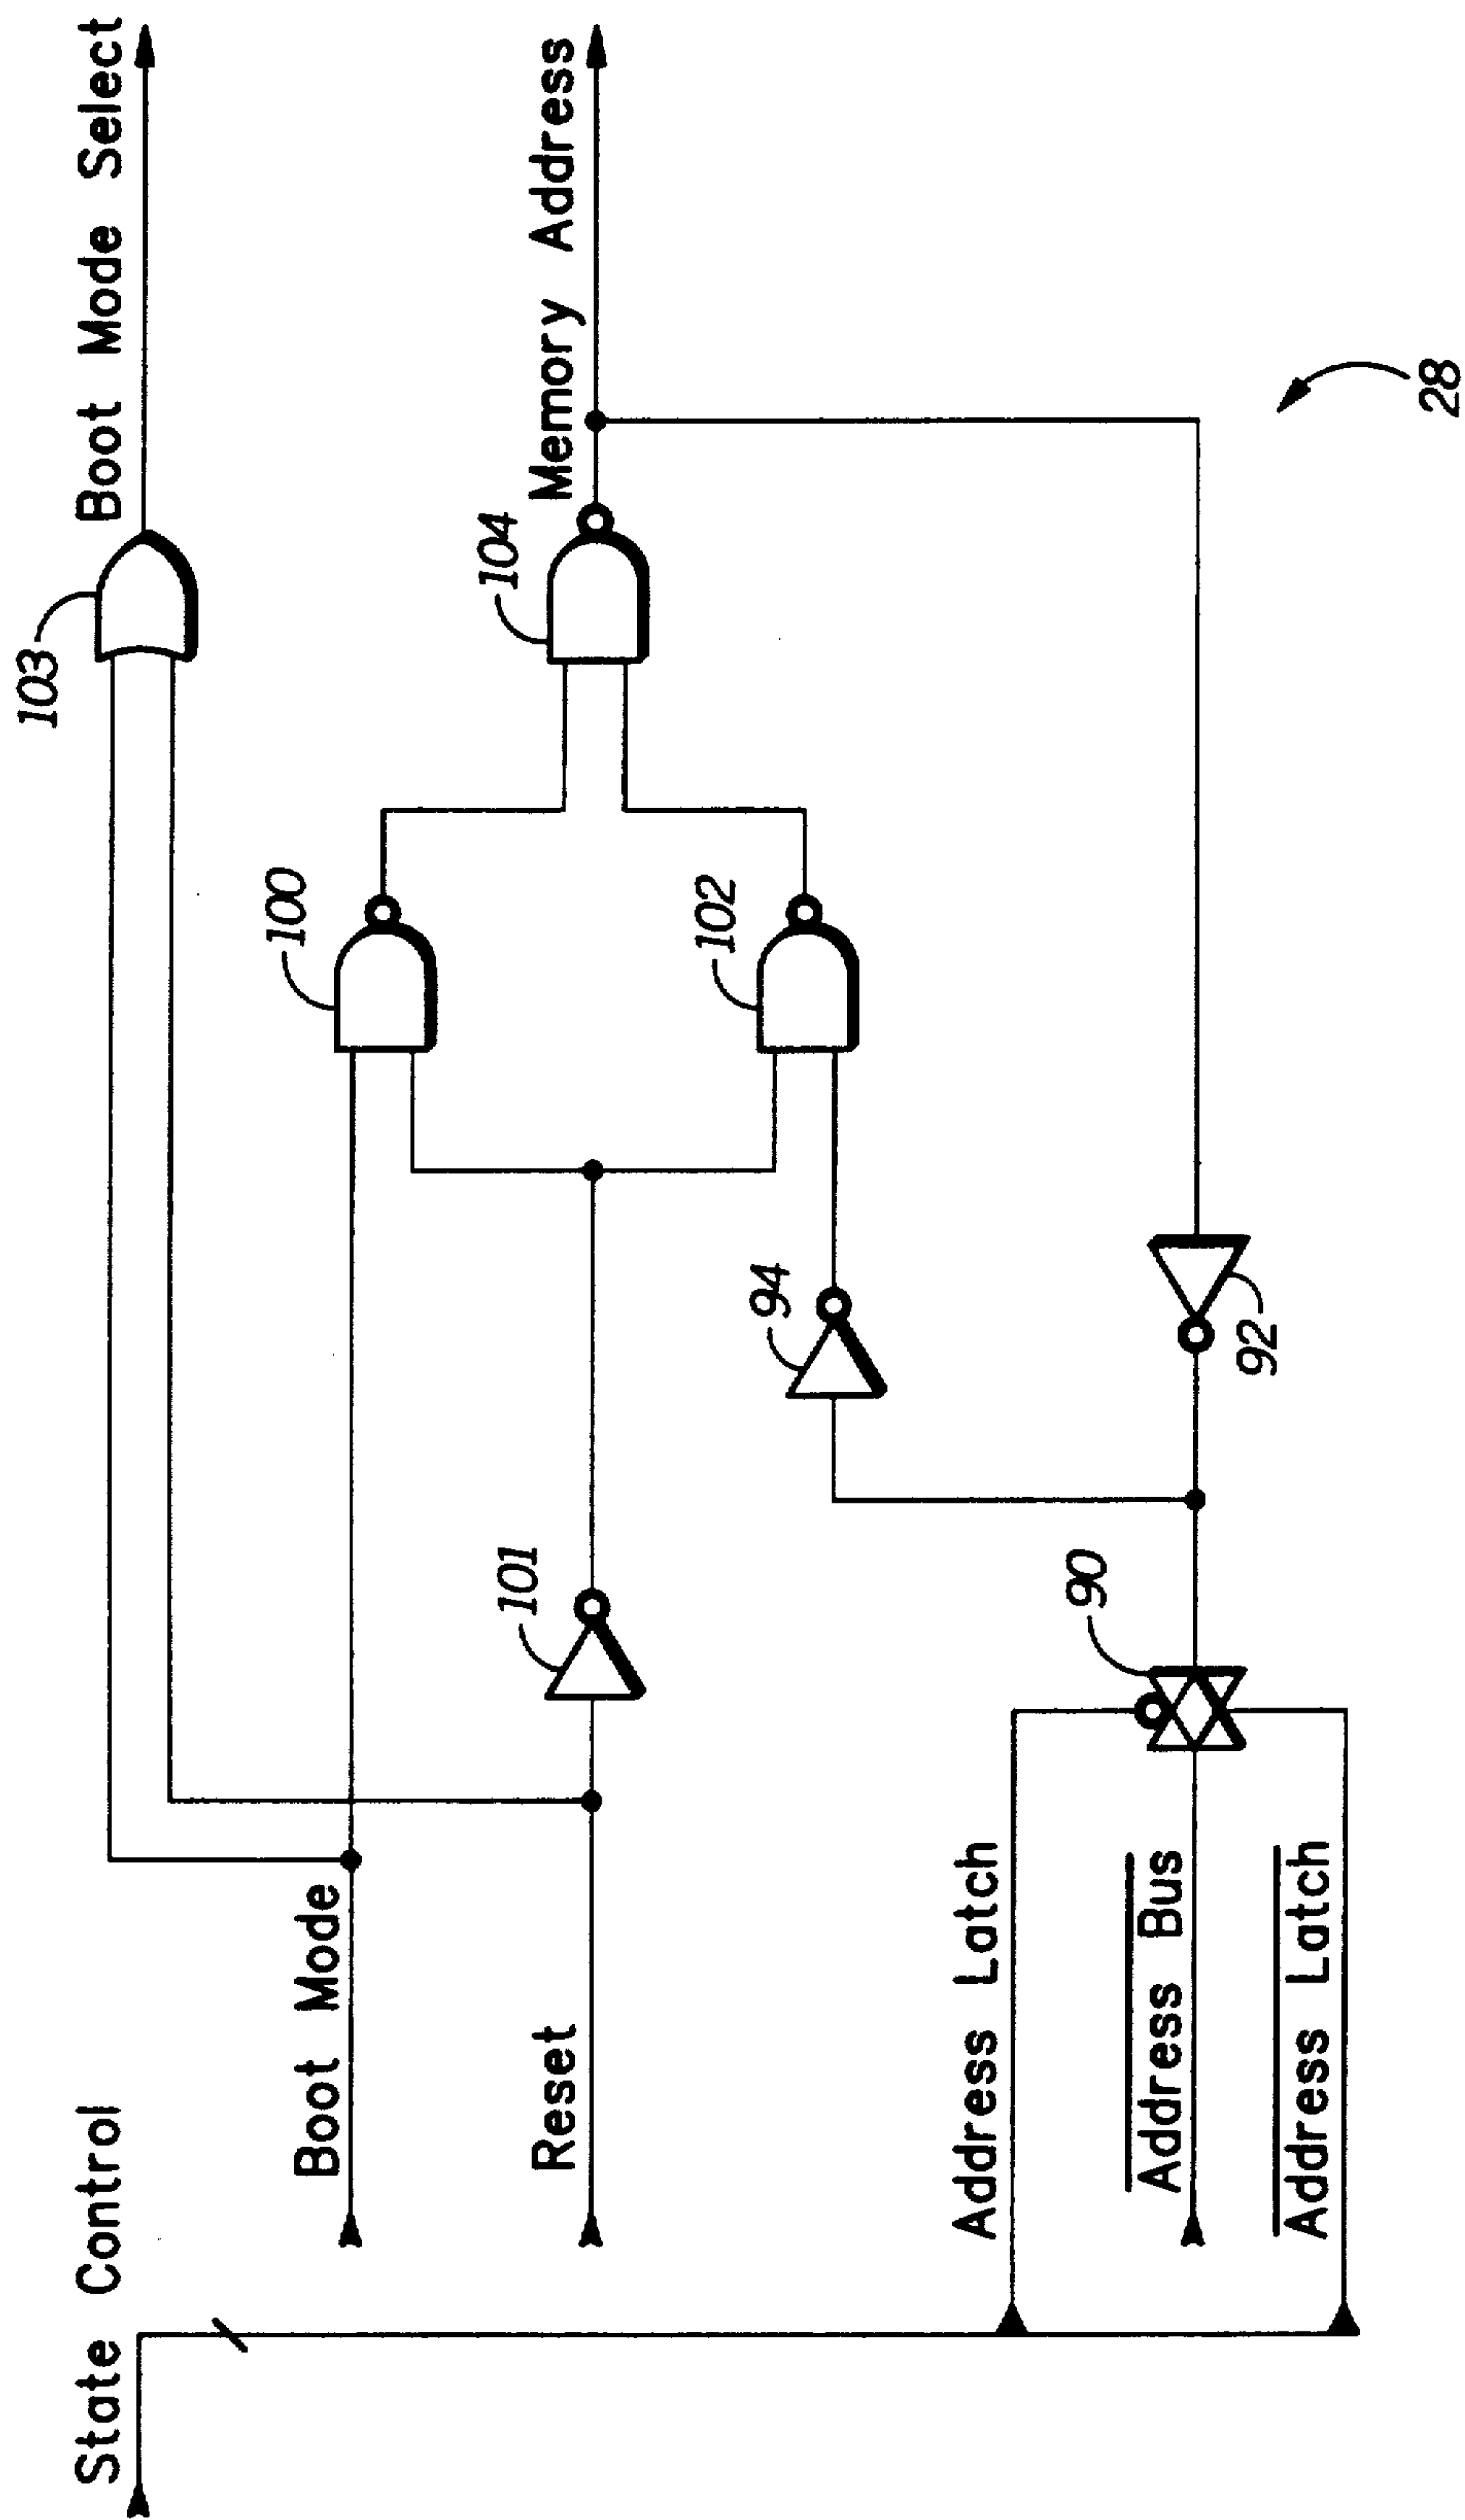 State Control
Boot Mode Select
103
Boot Mode
100
Reset
101
104
Memory Address
102
94
Address Latch
Address Bus
90
Address Latch
92
28